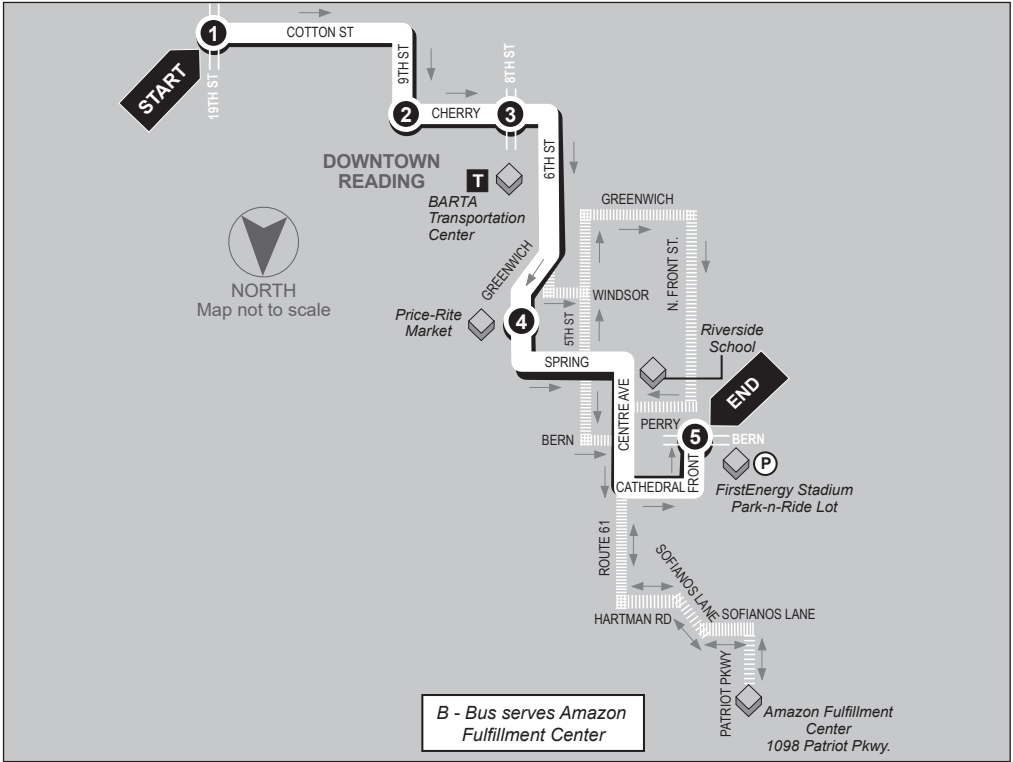 1
COTTON ST
START
19TH ST
9TH ST
8TH ST
2
CHERRY
3
DOWNTOWN
READING
T
BARTA
Transportation
Center
6TH ST
GREENWICH
N. FRONT ST.
GREENWICH
WINDSOR
5TH ST
NORTH
Map not to scale
Price-Rite
Market
4
Riverside
School
SPRING
END
CENTRE AVE
PERRY
5
BERN
BERN
P
CATHEDRAL
FRONT
FirstEnergy Stadium
Park-n-Ride Lot
ROUTE 61
SOFIANOS LANE
HARTMAN RD
SOFIANOS LANE
PATRIOT PKWY
B - Bus serves Amazon
Fulfillment Center
Amazon Fulfillment
Center
1098 Patriot Pkwy.